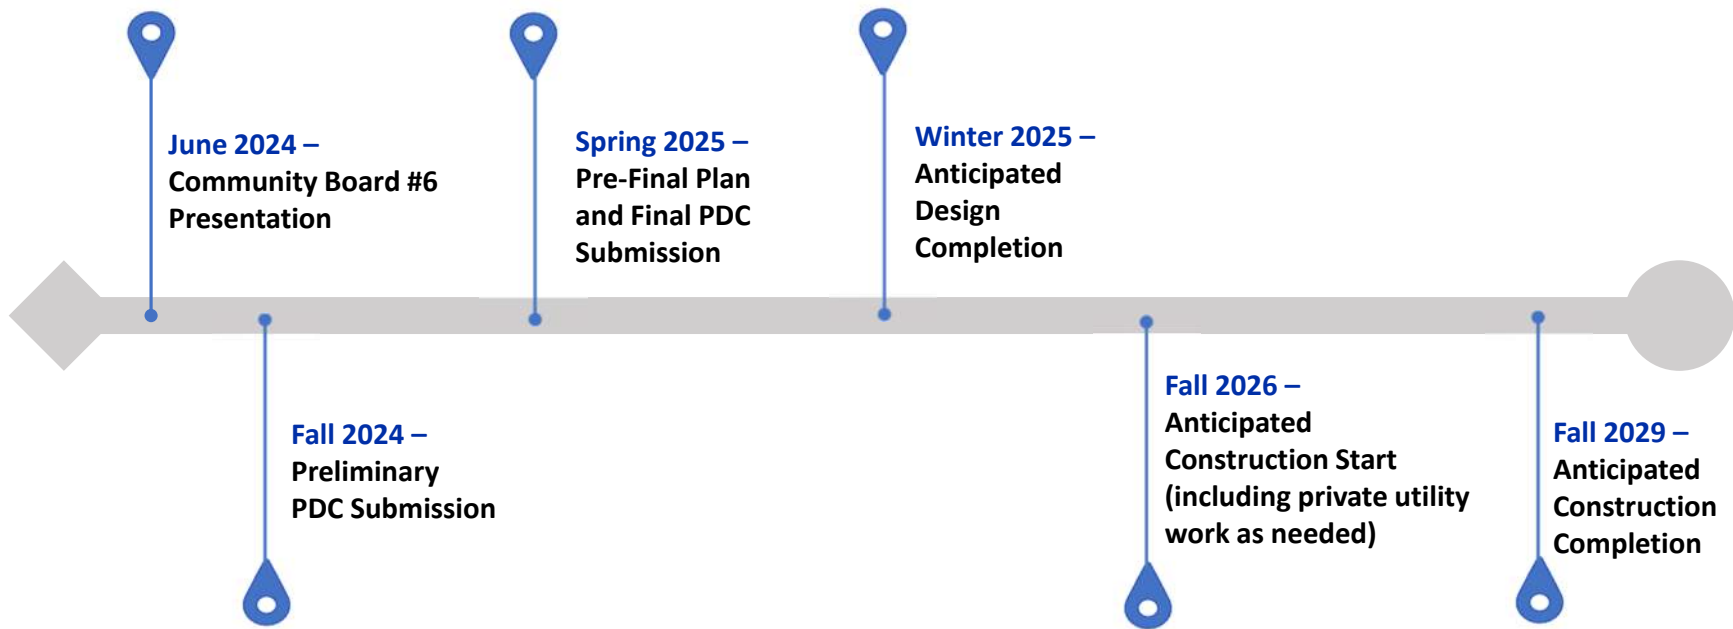 June 2024 –
Community Board #6
Presentation
Fall 2024 –
Preliminary
PDC Submission
Spring 2025 –
Pre-Final Plan
and Final PDC
Submission
Winter 2025 –
Anticipated
Design
Completion
Fall 2026 –
Anticipated
Construction Start
(including private utility
work as needed)
Fall 2029 –
Anticipated
Construction
Completion